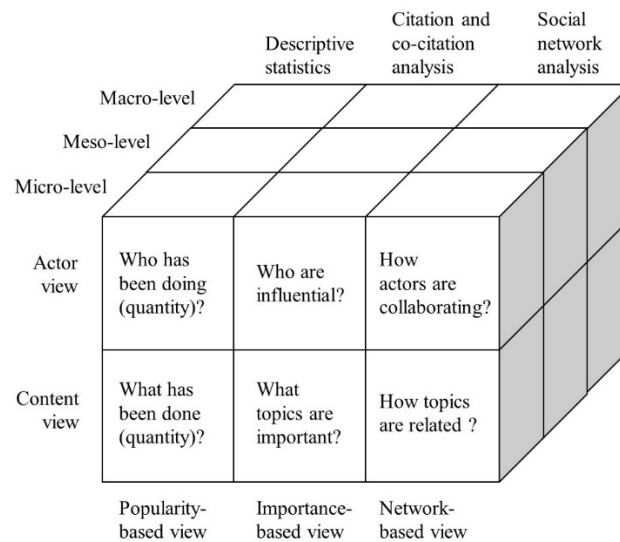 Descriptive
statistics
Citation and
co-citation
analysis
Social
network
analysis
Macro-level
Meso-level
Micro-level
Actor
view
Who has
been doing
(quantity)?
Who are
influential?
How
actors are
collaborating?
Content
view
What has
been done
(quantity)?
What
topics are
important?
How topics
are related ?
Popularity-
based view
Importance-
based view
Network-
based view